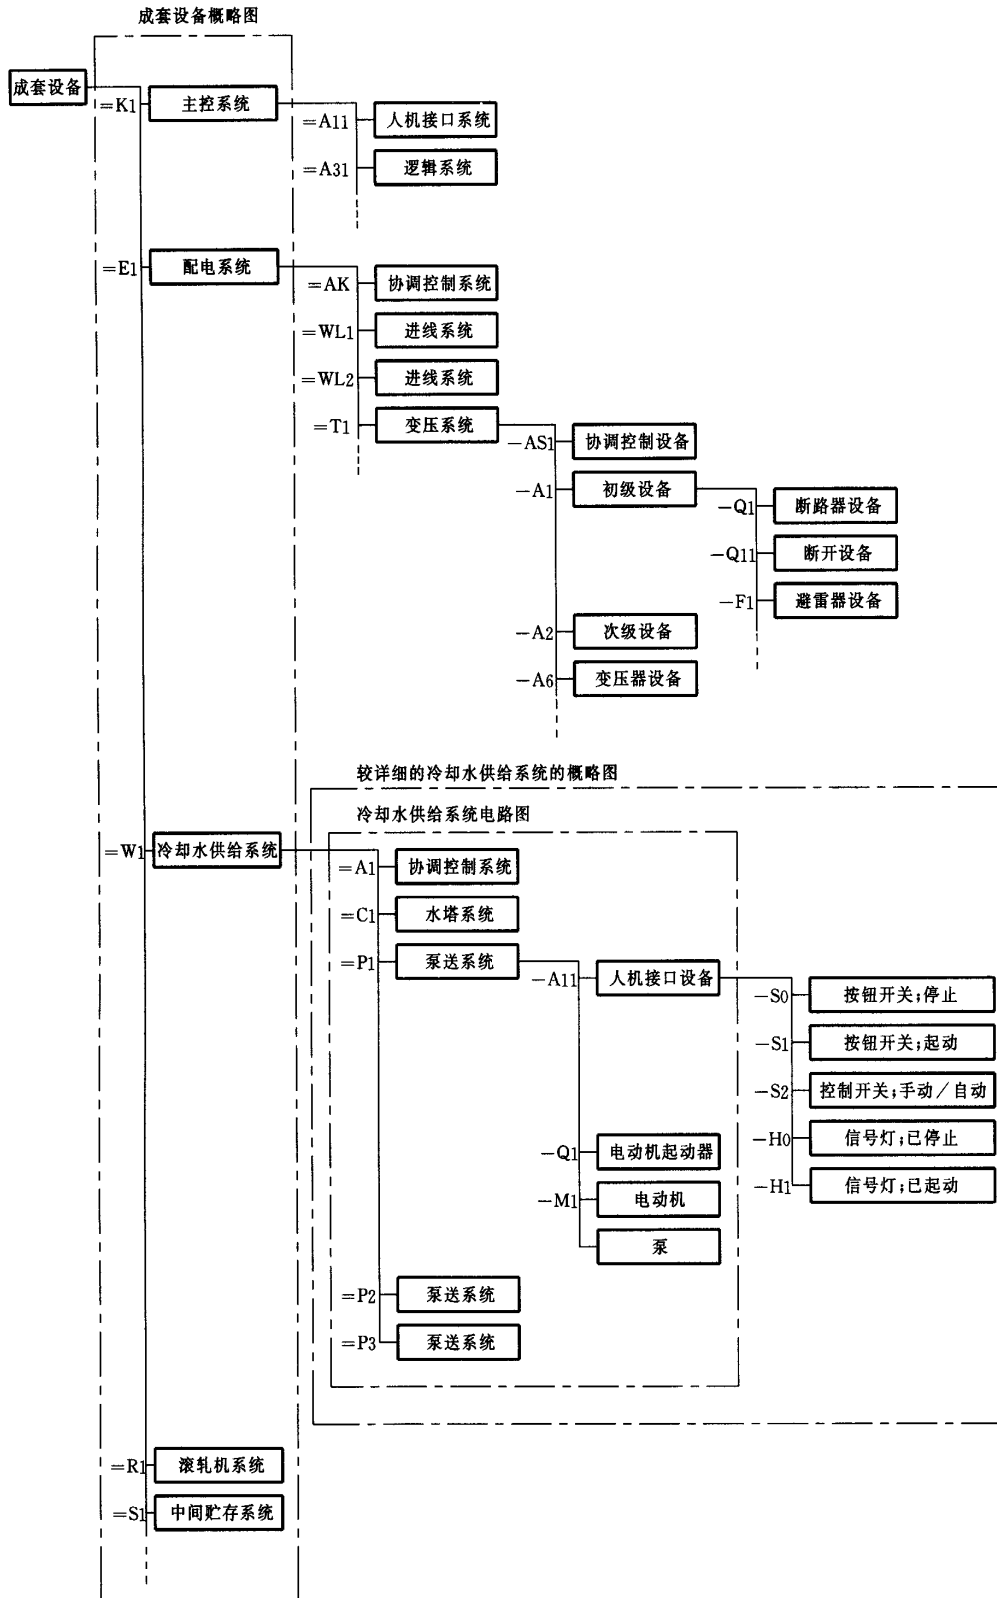 成套设备概略图
成套设备
=K1 主控系统
=A11 人机接口系统
=A31 逻辑系统
=E1 配电系统
=AK 协调控制系统
=WL1 进线系统
=WL2 进线系统
=T1 变压系统
-AS1 协调控制设备
-A1 初级设备
-Q1 断路器设备
-Q11 断开设备
-F1 避雷器设备
-A2 次级设备
-A6 变压器设备
较详细的冷却水供给系统的概略图
冷却水供给系统电路图
=W1 冷却水供给系统
=A1 协调控制系统
=C1 水塔系统
=P1 泵送系统
-A11 人机接口设备
-S0 按钮开关;停止
-S1 按钮开关;起动
-S2 控制开关;手动/自动
-H0 信号灯;已停止
-H1 信号灯;已起动
-Q1 电动机起动器
-M1 电动机
泵
=P2 泵送系统
=P3 泵送系统
=R1 滚轧机系统
=S1 中间贮存系统